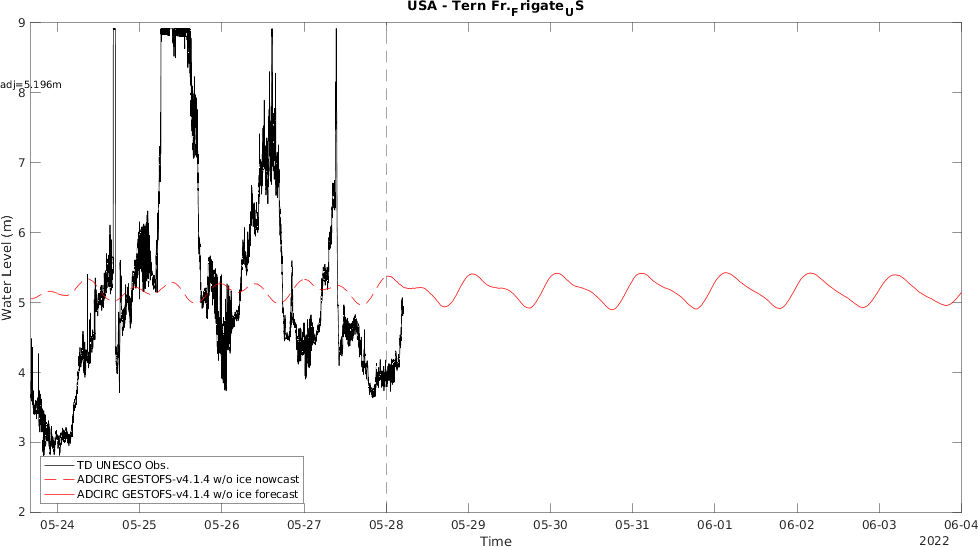 USA - Tern Fr.FrigateUS
adj=5.196m
9
8
7
6
5
4
3
2
Water Level (m)
TD UNESCO Obs.
ADCIRC GESTOFS-v4.1.4 w/o ice nowcast
ADCIRC GESTOFS-v4.1.4 w/o ice forecast
05-24 05-25 05-26 05-27 05-28 05-29 05-30 05-31 06-01 06-02 06-03 06-04
Time
2022